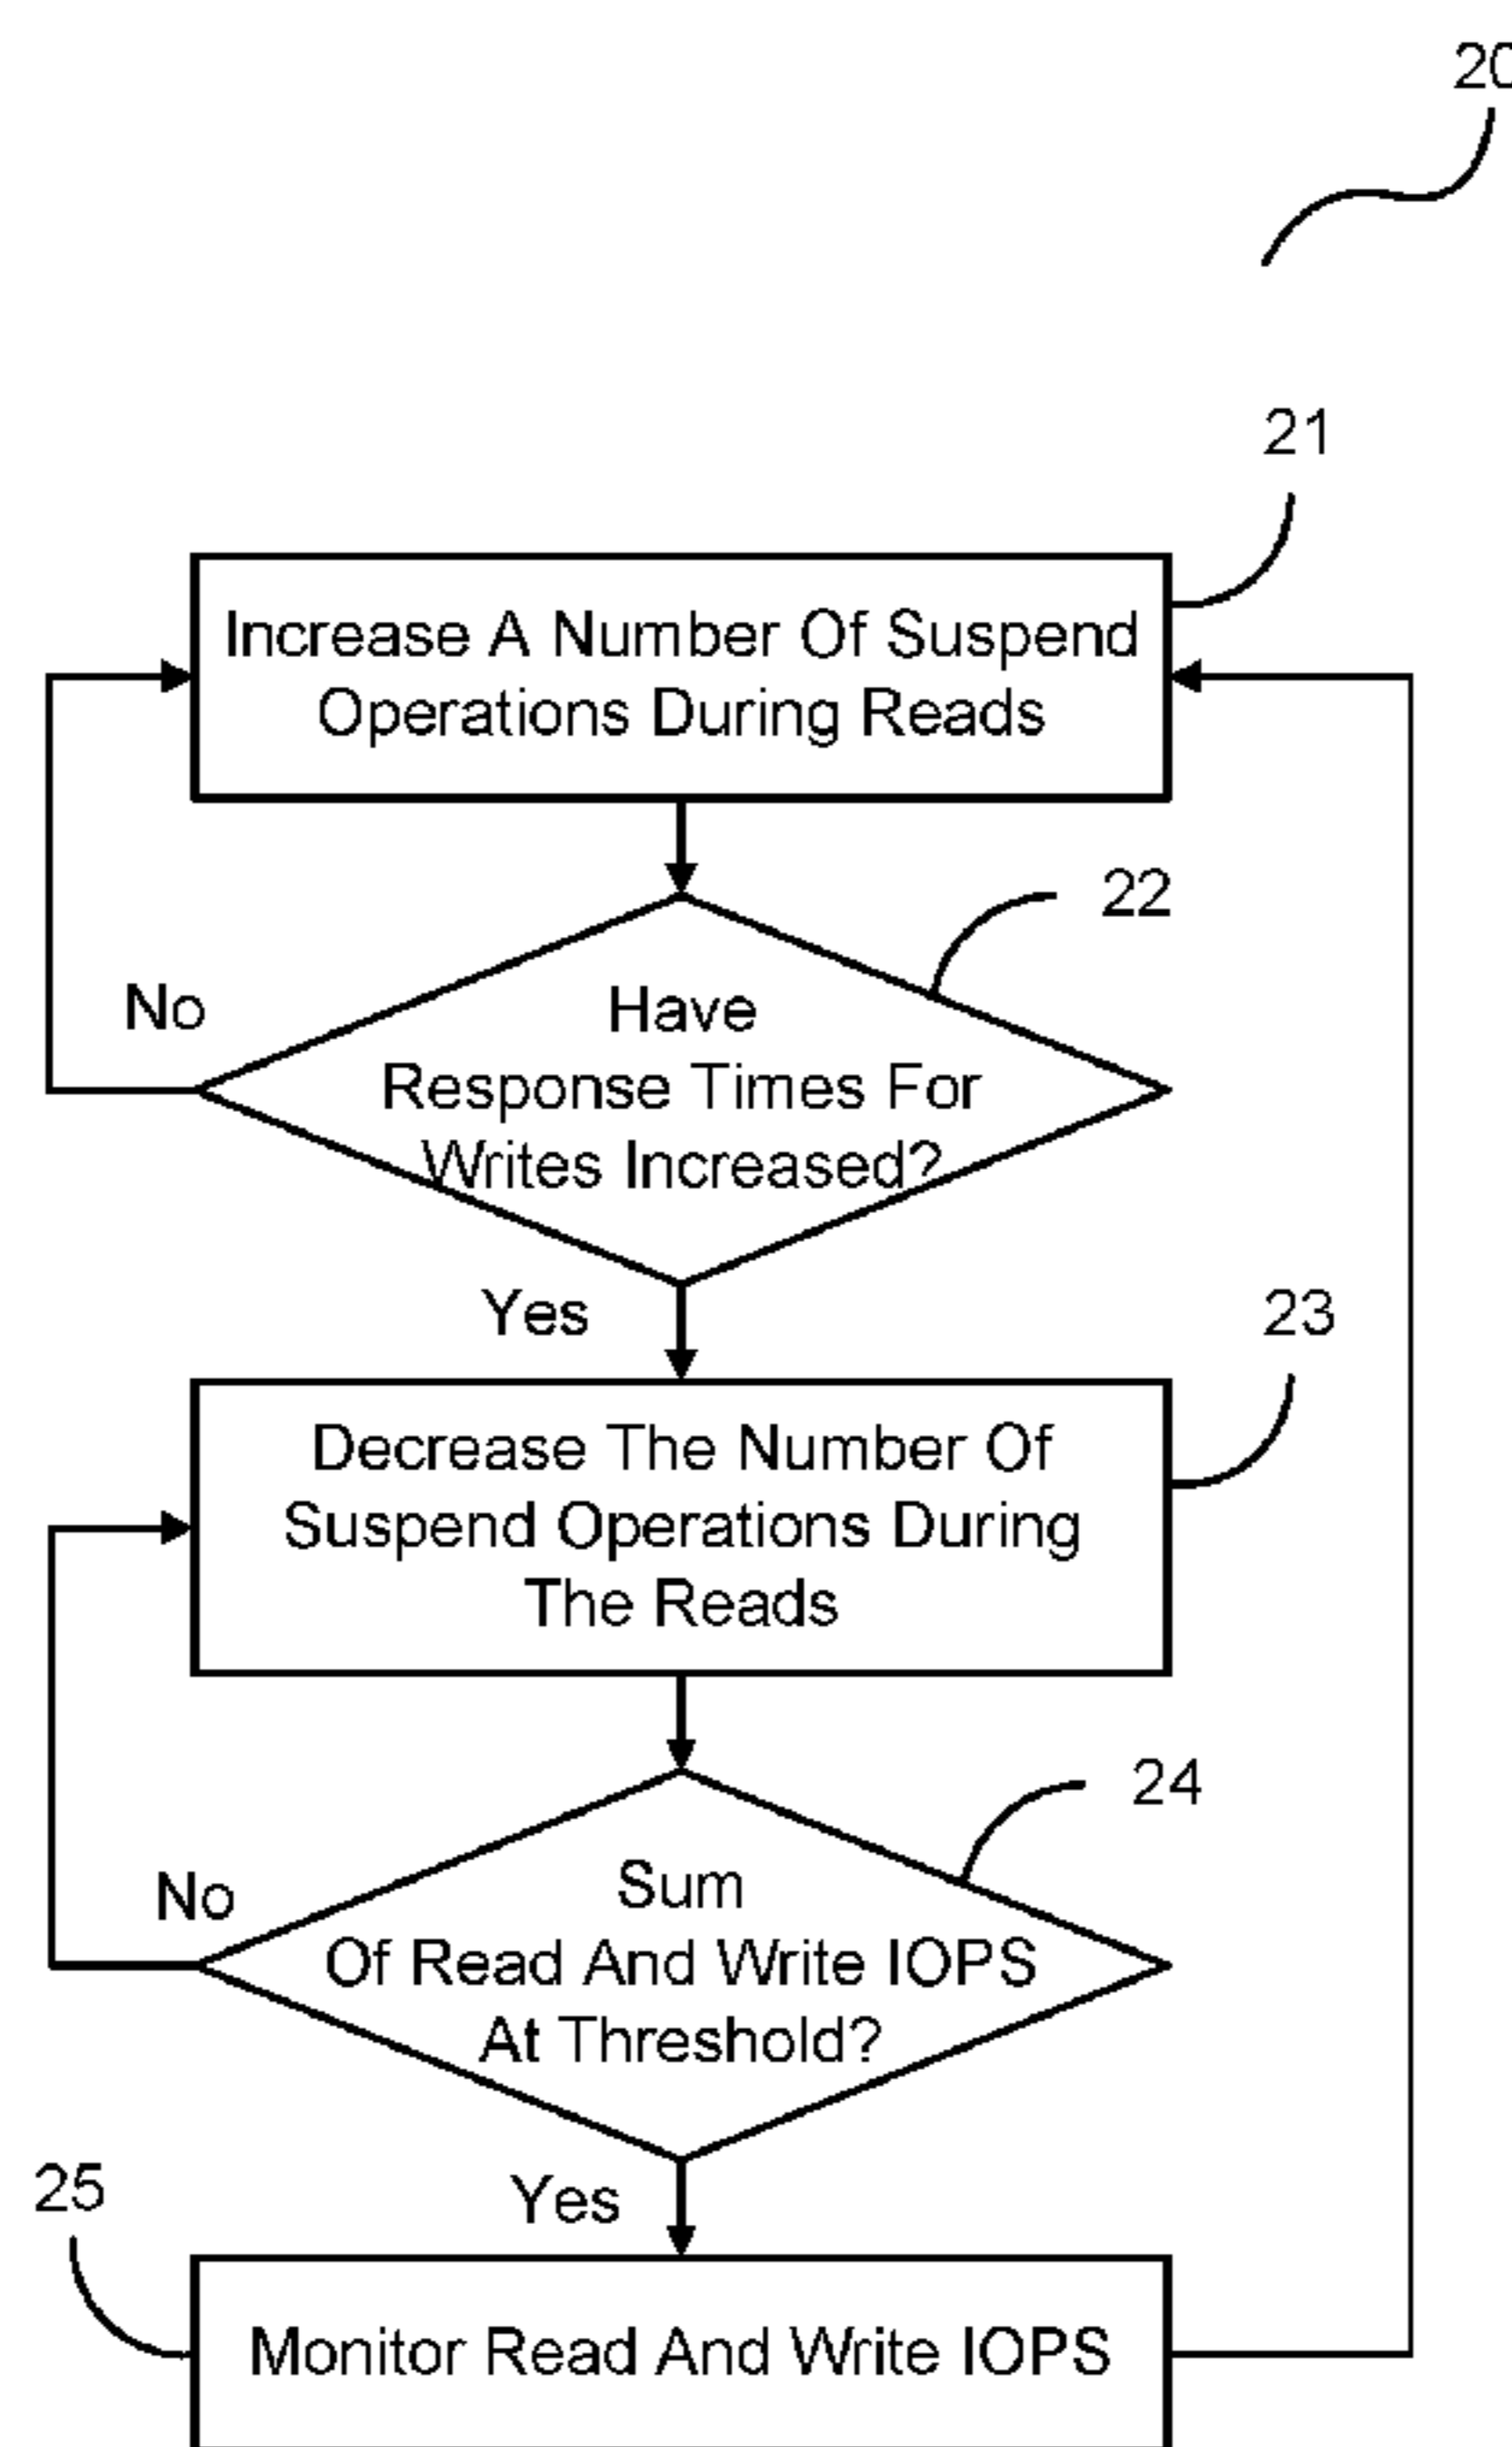 20
21
Increase A Number Of Suspend
Operations During Reads
22
No
Have
Response Times For
Writes Increased?
Yes
23
Decrease The Number Of
Suspend Operations During
The Reads
24
No
Sum
Of Read And Write IOPS
At Threshold?
25
Yes
Monitor Read And Write IOPS